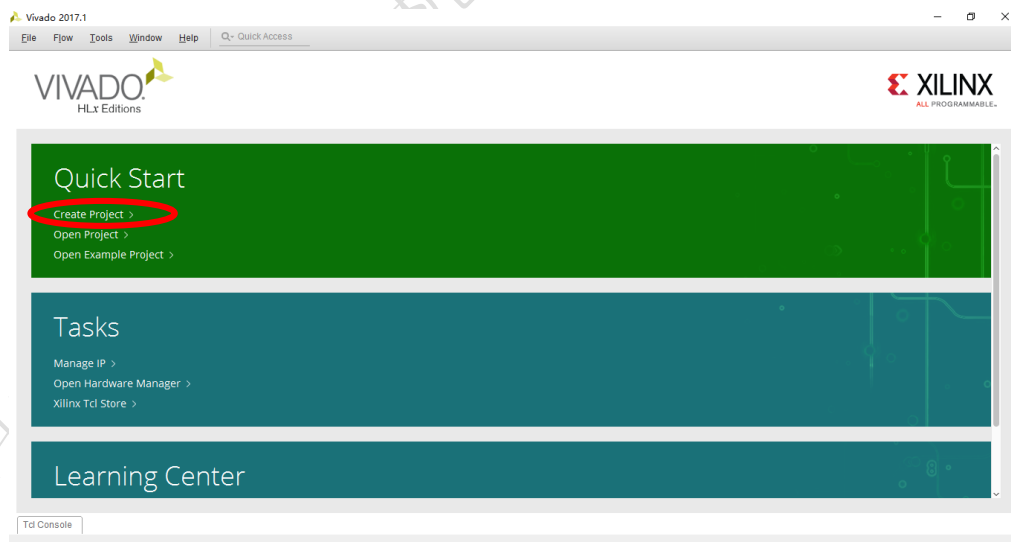 Vivado 2017.1
File Flow Tools Window Help Quick Access
VIVADO.
HLx Editions
XILINX
ALL PROGRAMMABLE.
Quick Start
Create Project >
Open Project >
Open Example Project >
Tasks
Manage IP >
Open Hardware Manager >
Xilinx Tcl Store >
Learning Center
Tcl Console